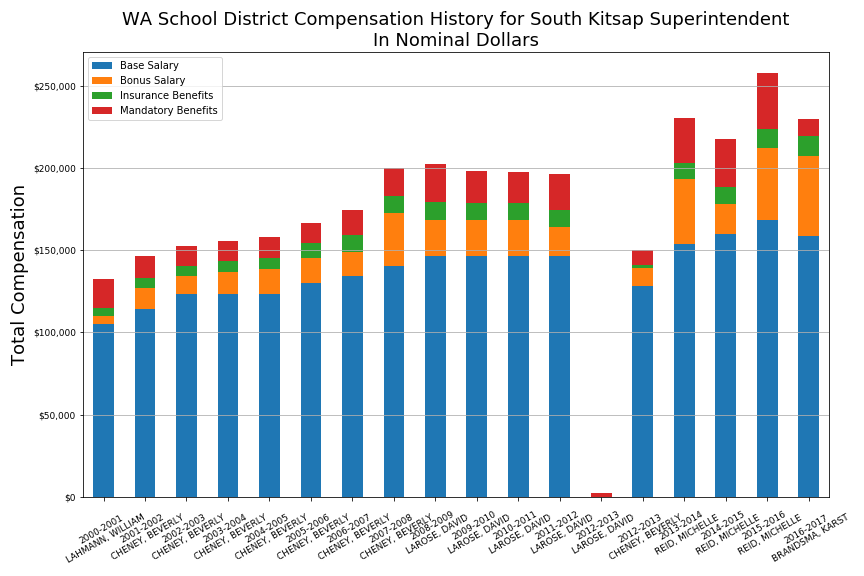 WA School District Compensation History for South Kitsap Superintendent
In Nominal Dollars
Base Salary
Bonus Salary
Insurance Benefits
Mandatory Benefits
Total Compensation
$250,000
$200,000
$150,000
$100,000
$50,000
$0
2000-2001
LAHMANN, WILLIAM
2001-2002
CHENEY, BEVERLY
2002-2003
CHENEY, BEVERLY
2003-2004
CHENEY, BEVERLY
2004-2005
CHENEY, BEVERLY
2005-2006
CHENEY, BEVERLY
2006-2007
CHENEY, BEVERLY
2007-2008
CHENEY, BEVERLY
2008-2009
LAROSE, DAVID
2009-2010
LAROSE, DAVID
2010-2011
LAROSE, DAVID
2011-2012
LAROSE, DAVID
2012-2013
LAROSE, DAVID
2012-2013
CHENEY, BEVERLY
2013-2014
REID, MICHELLE
2014-2015
REID, MICHELLE
2015-2016
REID, MICHELLE
2016-2017
BRANDSMA, KARST